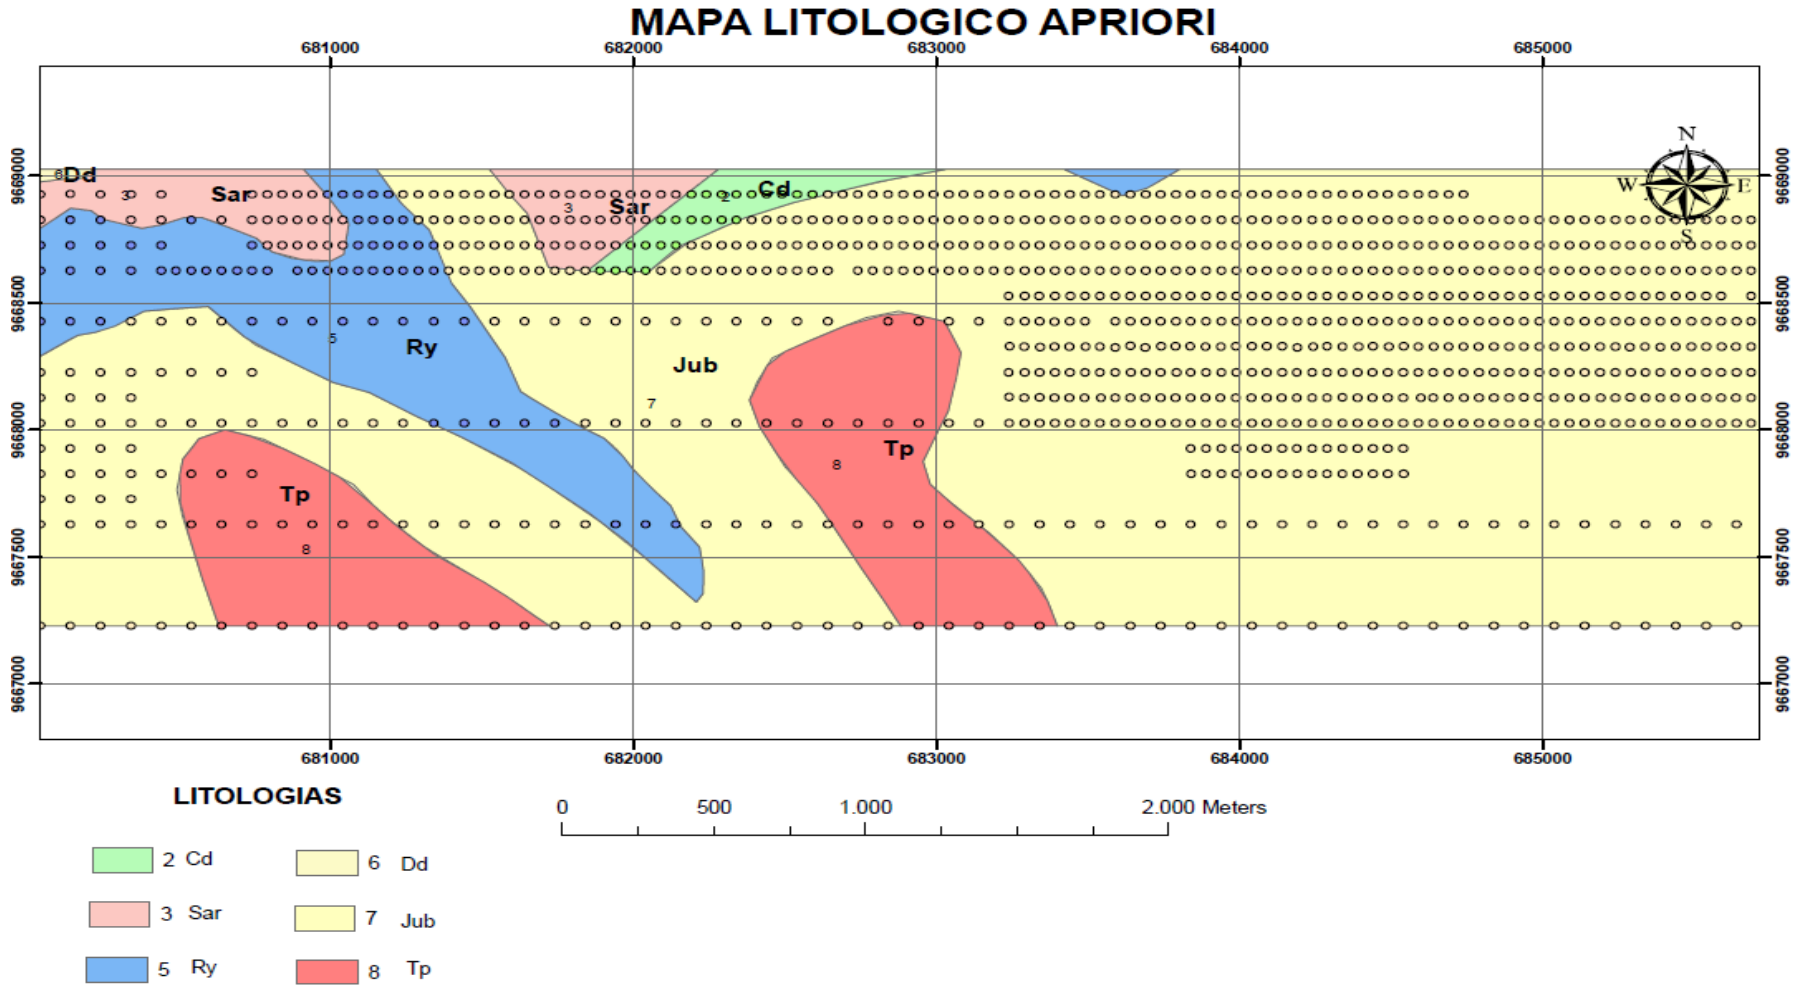 MAPA LITOLOGICO APRIORI
681000 682000 683000 684000 685000
N
W E
S
9669000 9669000
6 Dd
3 Sar
3 Sar
2 Cd
9668500 9668500
5 Ry
Jub
7
9668000 9668000
Tp
8
Tp
8
9667500 9667500
9667000 9667000
681000 682000 683000 684000 685000
LITOLOGIAS
0 500 1.000 2.000 Meters
2 Cd
6 Dd
3 Sar
7 Jub
5 Ry
8 Tp